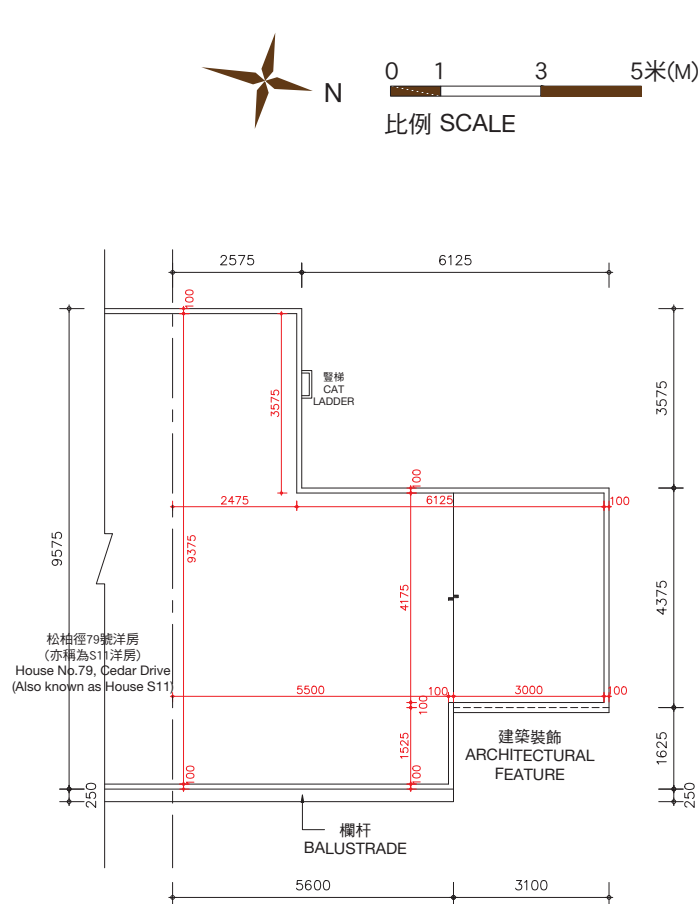 N
0 1 3 5米(M)
比例 SCALE
2575 6125
100
豎梯
CAT
LADDER
3575
3575
100
2475 6125 100
9575
9375
4175
4375
松柏徑79號洋房
(亦稱為S11洋房)
House No.79, Cedar Drive
(Also known as House S11)
5500 100 3000 100
100
1525
1625
建築裝飾
ARCHITECTURAL
FEATURE
100
100
250
250
欄杆
BALUSTRADE
5600 3100